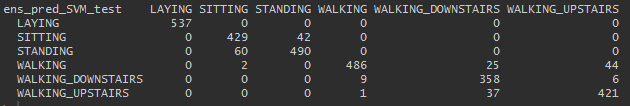 ens_pred_SVM_test LAYING SITTING STANDING WALKING WALKING_DOWNSTAIRS WALKING_UPSTAIRS
LAYING 537 0 0 0 0 0
SITTING 0 429 42 0 0 0
STANDING 0 60 490 0 0 0
WALKING 0 2 0 486 25 44
WALKING_DOWNSTAIRS 0 0 0 9 358 6
WALKING_UPSTAIRS 0 0 0 1 37 421